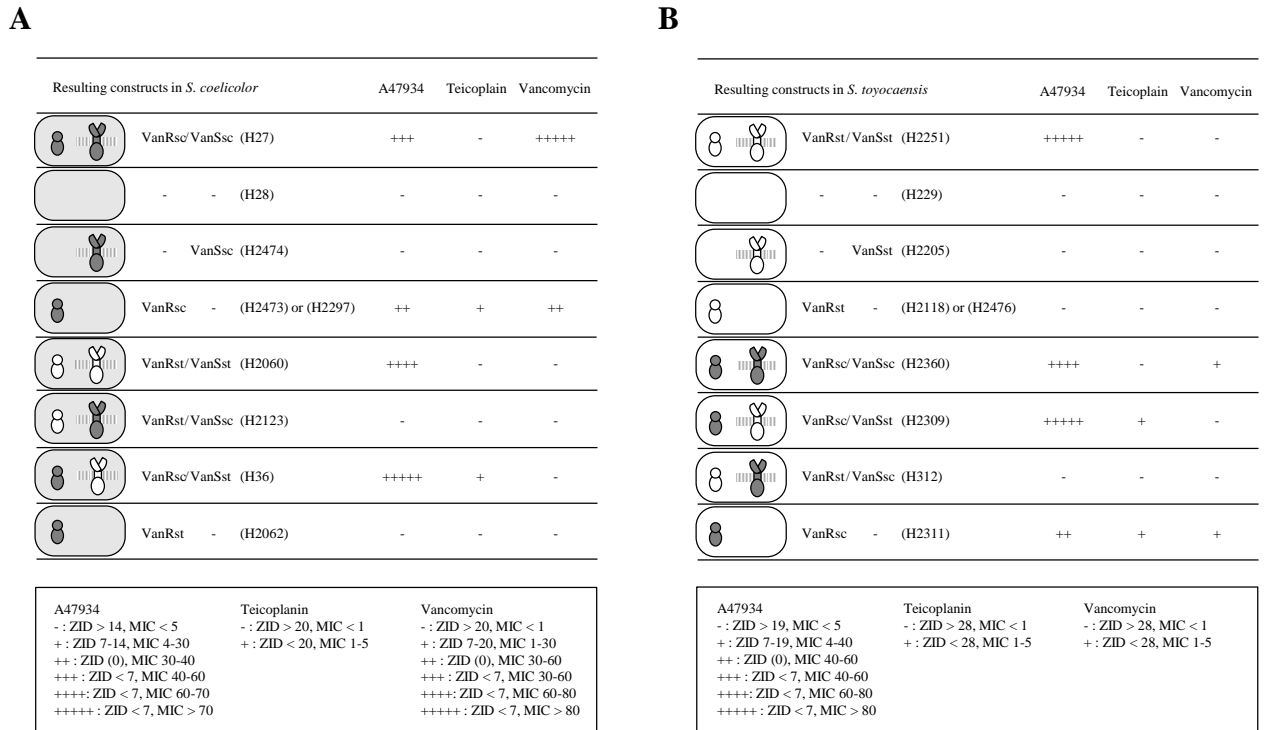 A
Resulting constructs in S. coelicolor A47934 Teicoplain Vancomycin
VanRsc/VanSsc (H27) +++ - +++++
- - (H28) - - -
- VanSsc (H2474) - - -
VanRsc - (H2473) or (H2297) ++ + ++
VanRst/VanSst (H2060) ++++ - -
VanRst/VanSsc (H2123) - - -
VanRsc/VanSst (H36) +++++ + -
VanRst - (H2062) - - -
A47934
- : ZID > 14, MIC < 5
+ : ZID 7-14, MIC 4-30
++ : ZID (0), MIC 30-40
+++ : ZID < 7, MIC 40-60
++++: ZID < 7, MIC 60-70
+++++ : ZID < 7, MIC > 70
Teicoplanin
- : ZID > 20, MIC < 1
+ : ZID < 20, MIC 1-5
Vancomycin
- : ZID > 20, MIC < 1
+ : ZID 7-20, MIC 1-30
++ : ZID (0), MIC 30-60
+++ : ZID < 7, MIC 30-60
++++ : ZID < 7, MIC 60-80
+++++ : ZID < 7, MIC > 80
B
Resulting constructs in S. toyocaensis A47934 Teicoplain Vancomycin
VanRst/VanSst (H2251) +++++ - -
- - (H229) - - -
- VanSst (H2205) - - -
VanRst - (H2118) or (H2476) - - -
VanRsc/VanSsc (H2360) ++++ - +
VanRsc/VanSst (H2309) +++++ + -
VanRst/VanSsc (H312) - - -
VanRsc - (H2311) ++ + +
A47934
- : ZID > 19, MIC < 5
+ : ZID 7-19, MIC 4-40
++ : ZID (0), MIC 40-60
+++ : ZID < 7, MIC 40-60
++++: ZID < 7, MIC 60-80
+++++ : ZID < 7, MIC > 80
Teicoplanin
- : ZID > 28, MIC < 1
+ : ZID < 28, MIC 1-5
Vancomycin
- : ZID > 28, MIC < 1
+ : ZID < 28, MIC 1-5